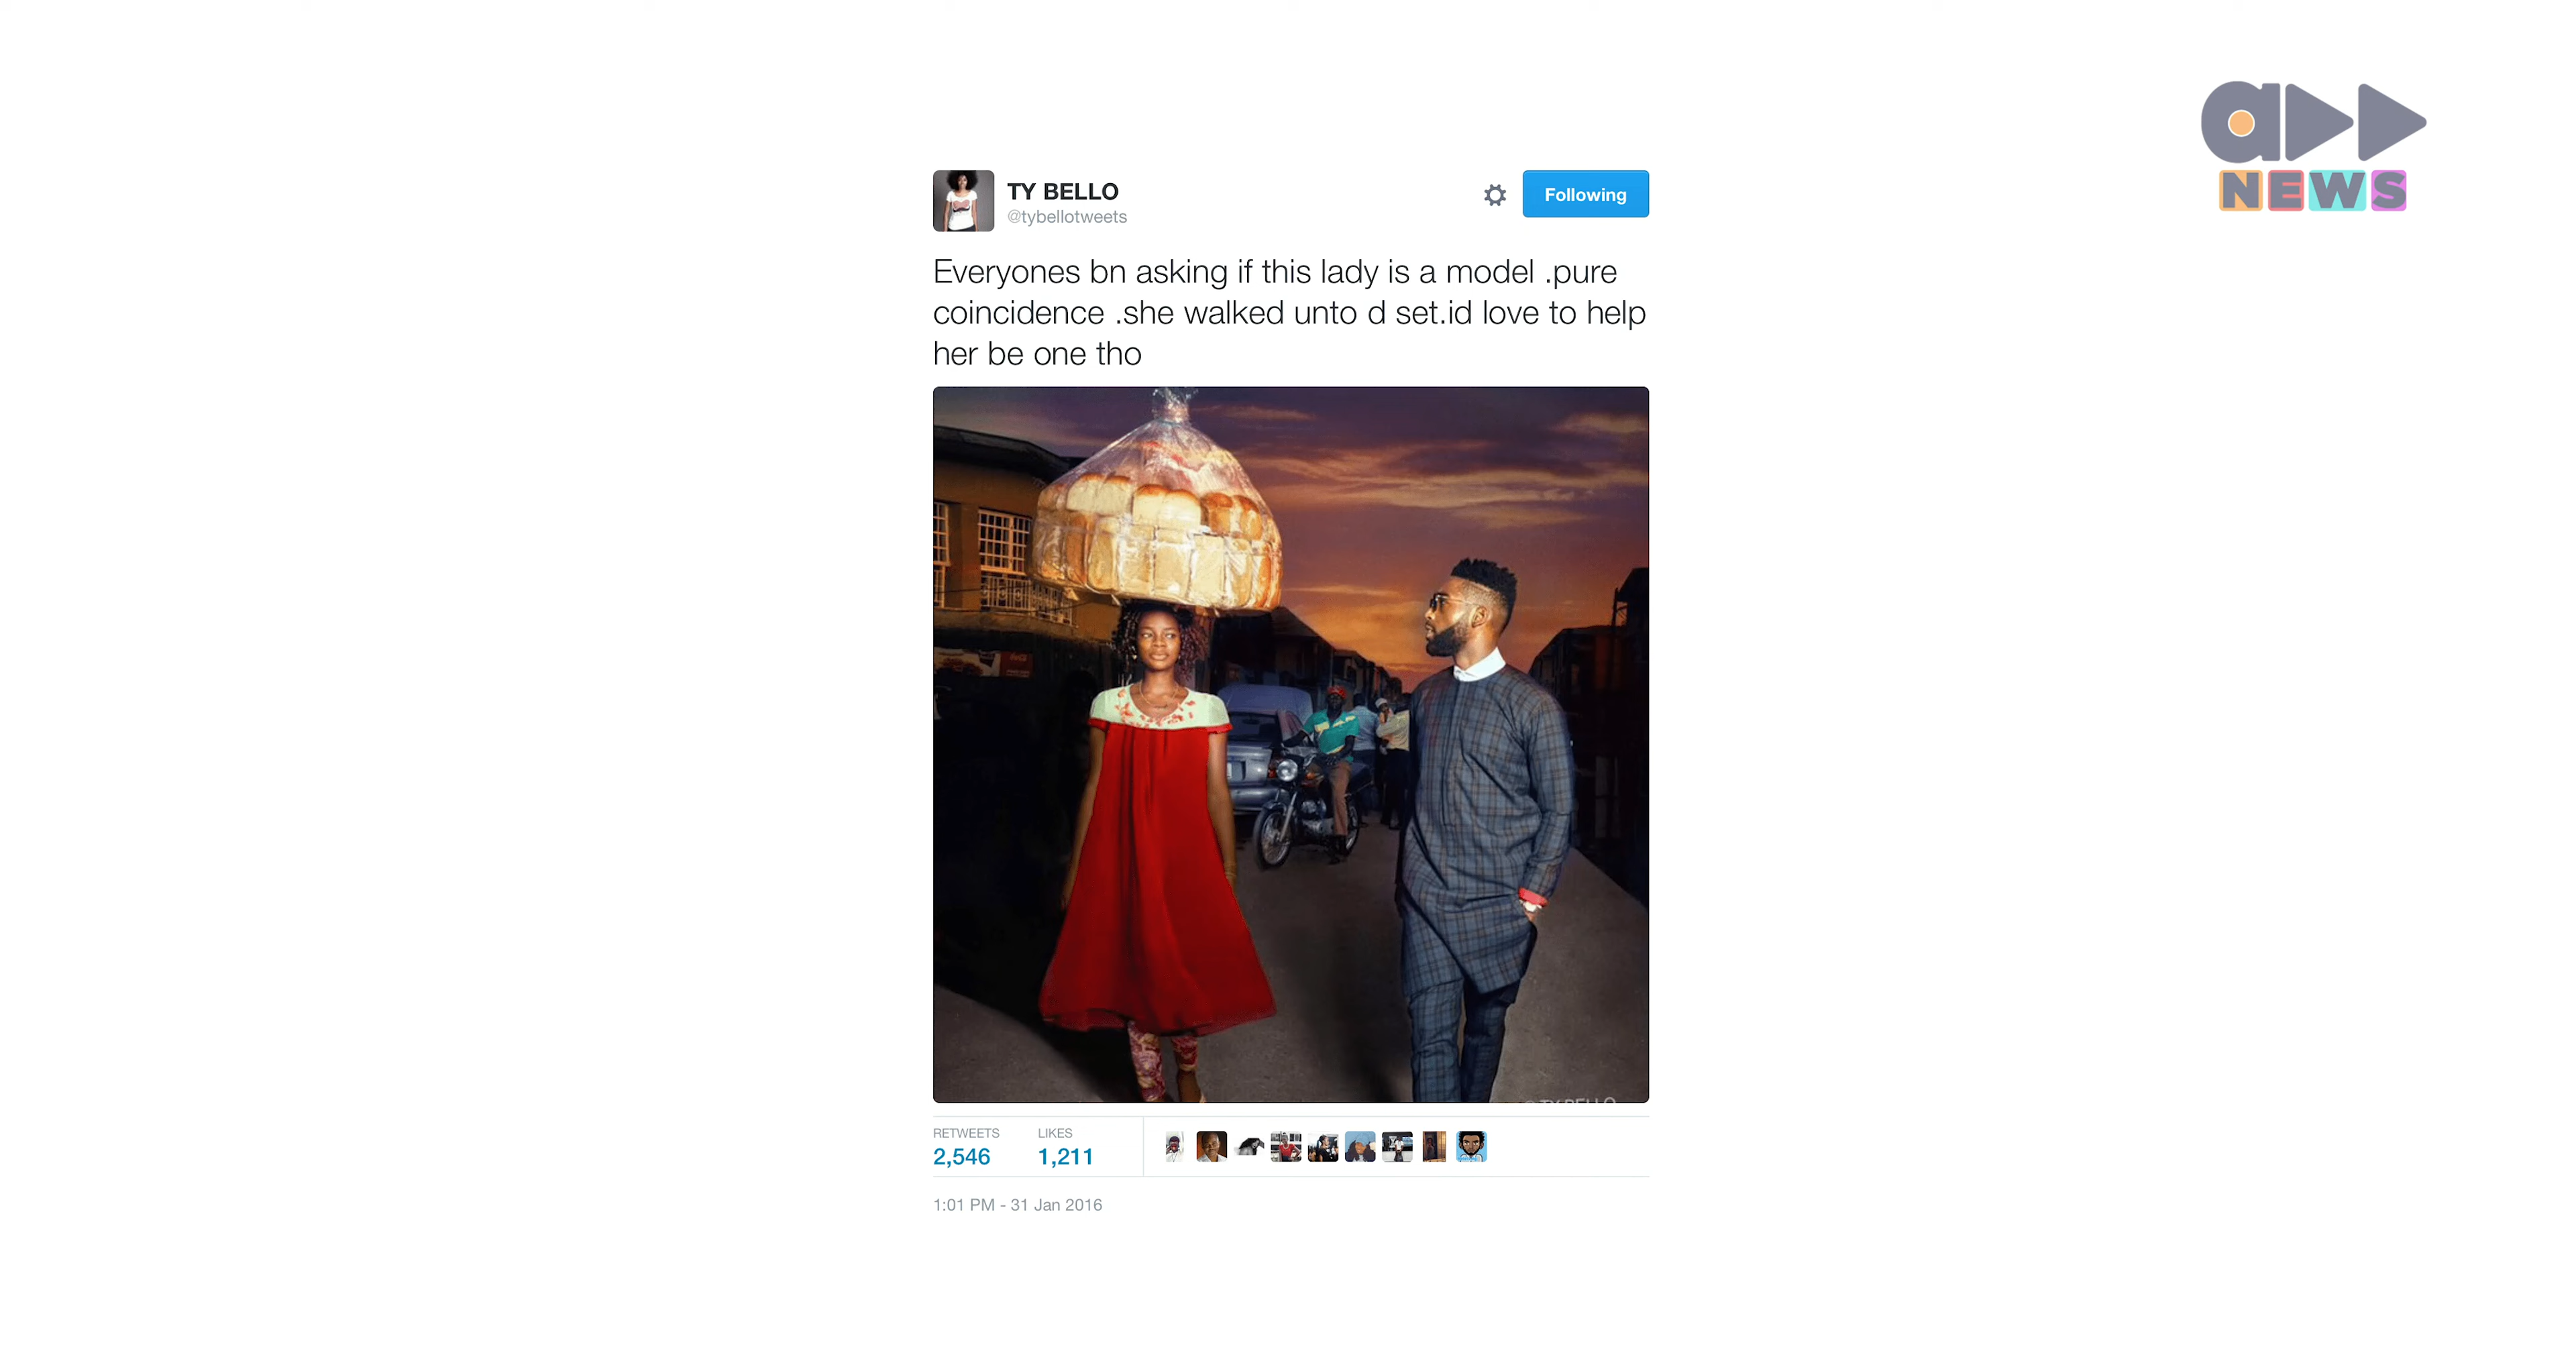 a
NEWS
TY BELLO
@tybellotweets
Following
Everyones bn asking if this lady is a model .pure
coincidence .she walked unto d set.id love to help
her be one tho
© TY BELLO
RETWEETS
2,546
LIKES
1,211
1:01 PM - 31 Jan 2016